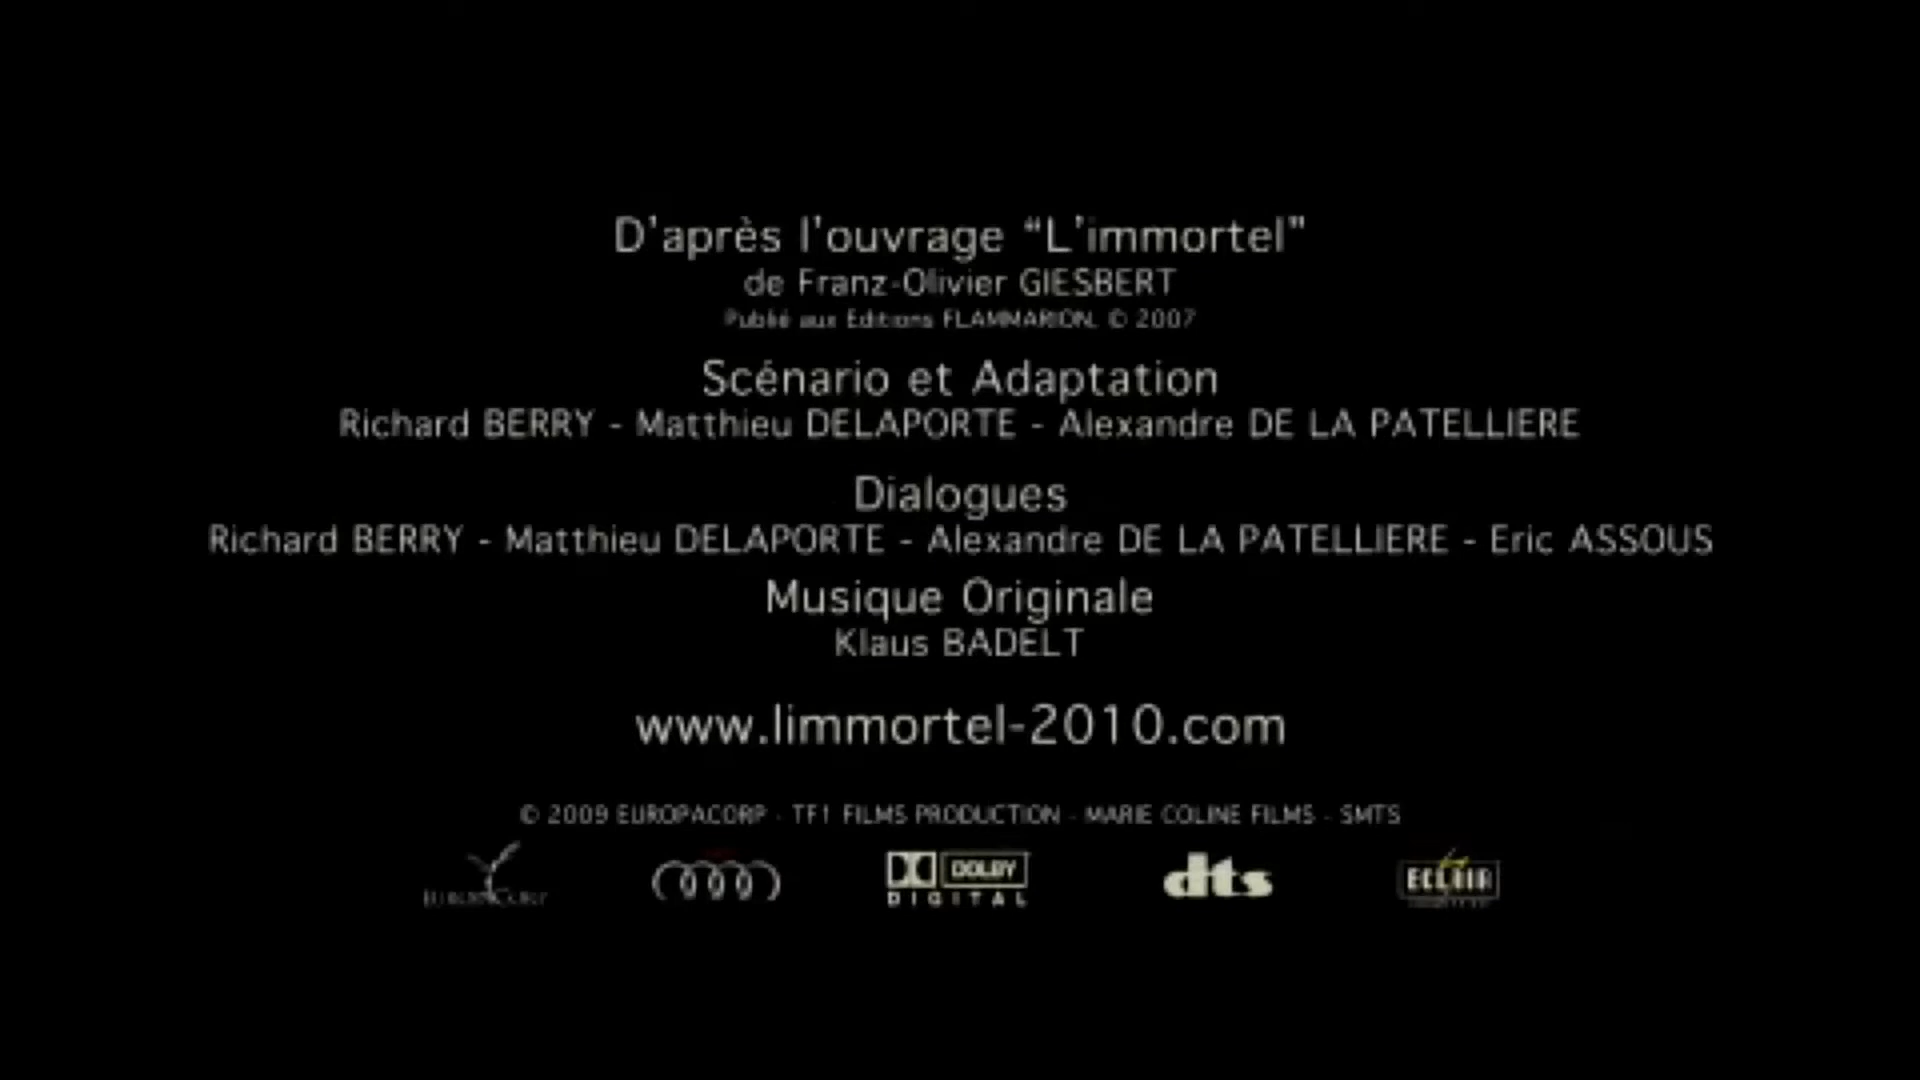 D'après l'ouvrage “L'immortel”
de Franz-Olivier GIESBERT
Publié aux Editions FLAMMARION, © 2007
Scénario et Adaptation
Richard BERRY - Matthieu DELAPORTE - Alexandre DE LA PATELLIERE
Dialogues
Richard BERRY - Matthieu DELAPORTE - Alexandre DE LA PATELLIERE - Eric ASSOUS
Musique Originale
Klaus BADELT
www.limmortel-2010.com
© 2009 EUROPACORP - TF1 FILMS PRODUCTION - MARIE COLINE FILMS - SMTS
EUROPACORP
DOLBY
DIGITAL
dts
ECLAIR